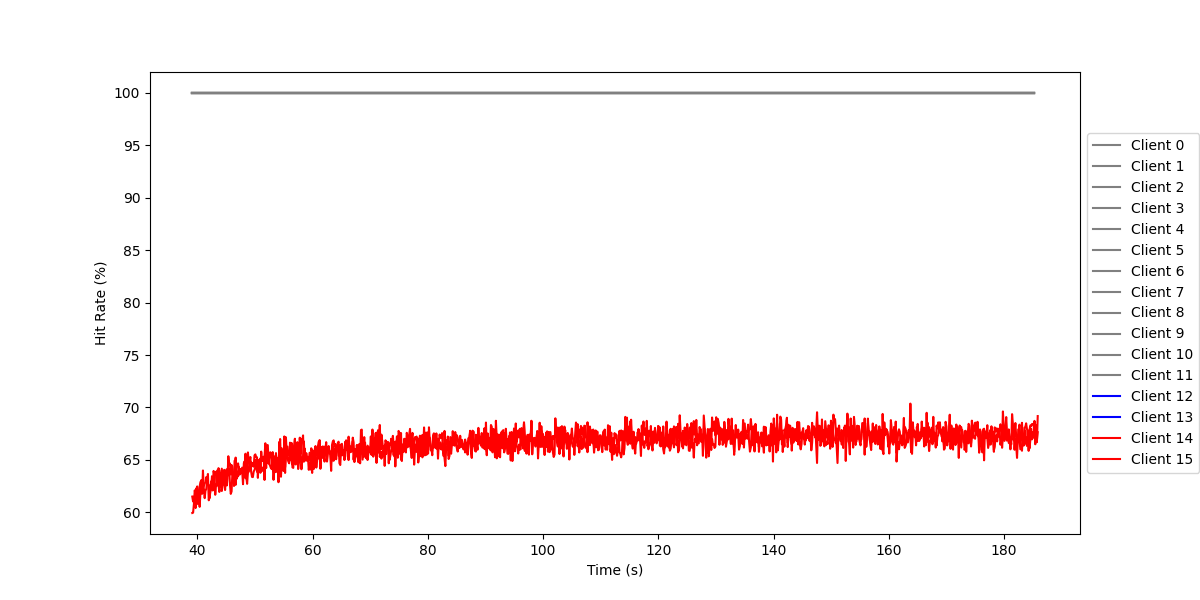 100
95
90
85
80
75
70
65
60
Hit Rate (%)
40 60 80 100 120 140 160 180
Time (s)
Client 0
Client 1
Client 2
Client 3
Client 4
Client 5
Client 6
Client 7
Client 8
Client 9
Client 10
Client 11
Client 12
Client 13
Client 14
Client 15